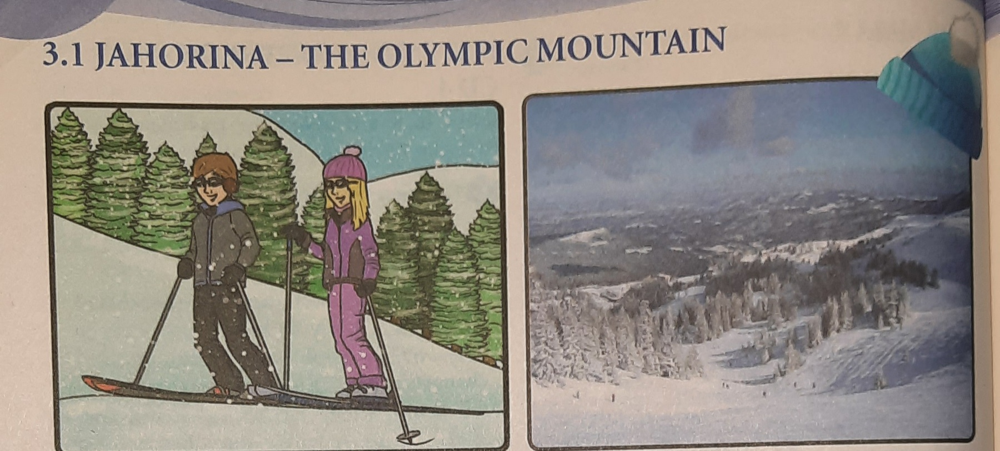 3.1 JAHORINA – THE OLYMPIC MOUNTAIN